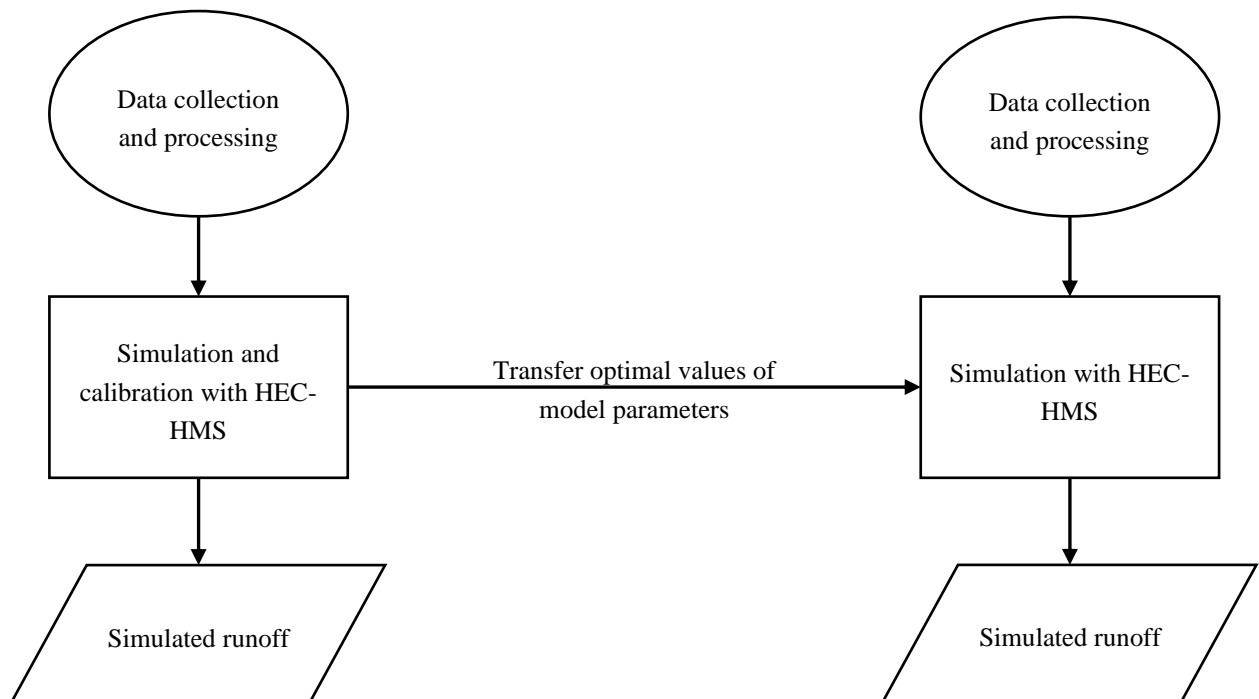 Data collection
and processing
Data collection
and processing
Simulation and
calibration with HEC-
HMS
Transfer optimal values of
model parameters
Simulation with HEC-
HMS
Simulated runoff
Simulated runoff